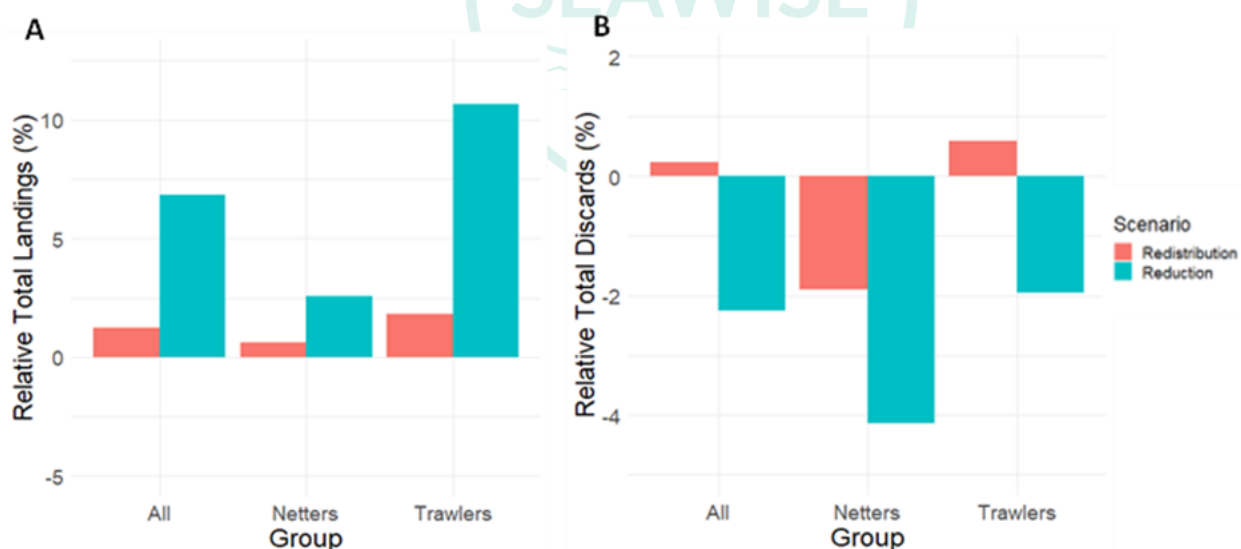 SEAWISE
A
Relative Total Landings (%)
10
5
0
-5
All
Netters
Trawlers
Group
B
Relative Total Discards (%)
2
0
-2
-4
All
Netters
Trawlers
Group
Scenario
Redistribution
Reduction